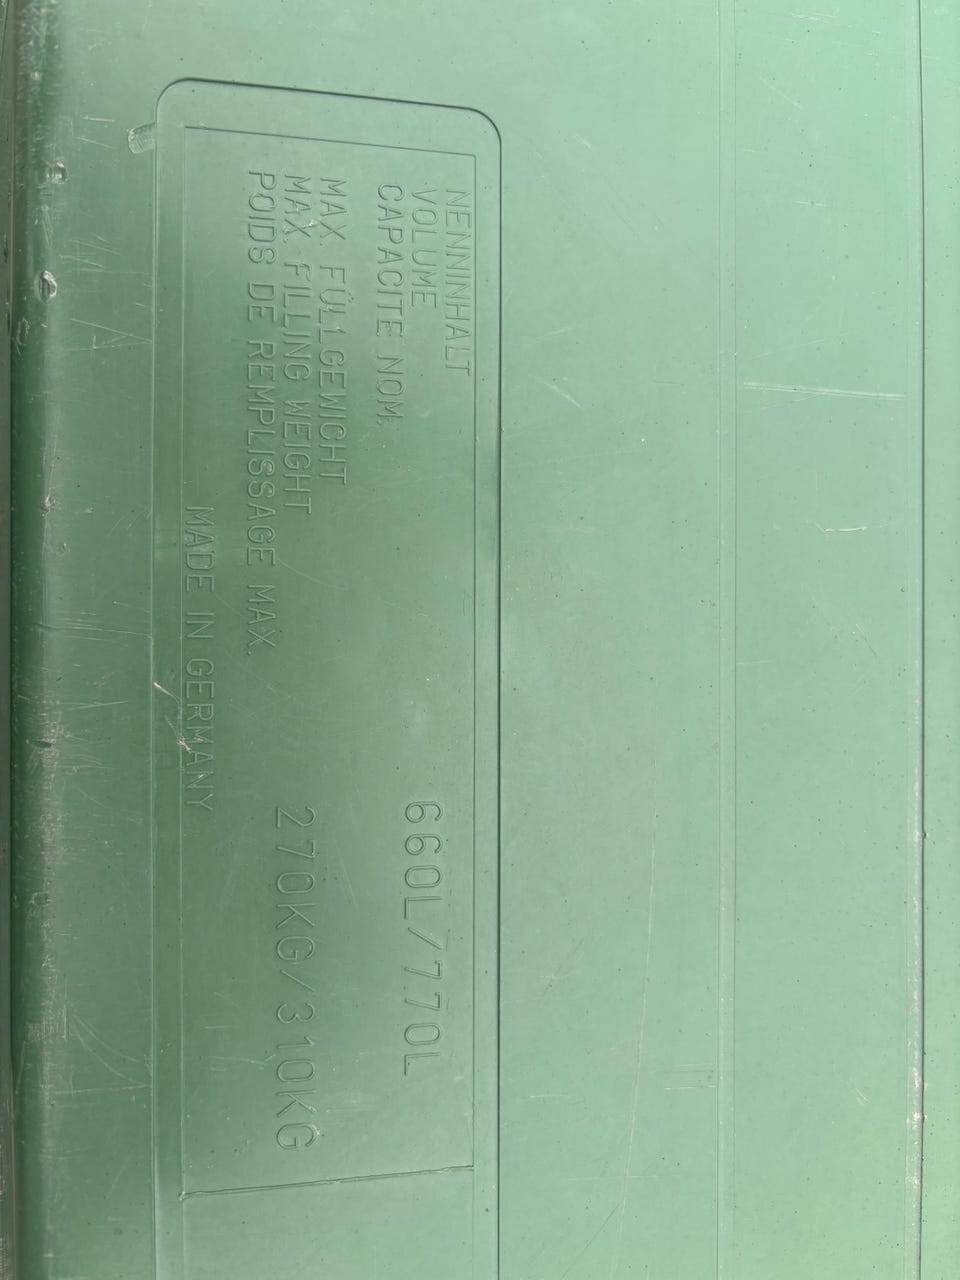 NENNINHALT
VOLUME
CAPACITE NOM.
660L/770L
MAX. FÜLLGEWICHT
MAX. FILLING WEIGHT
POIDS DE REMPLISSAGE MAX.
270KG/310KG
MADE IN GERMANY